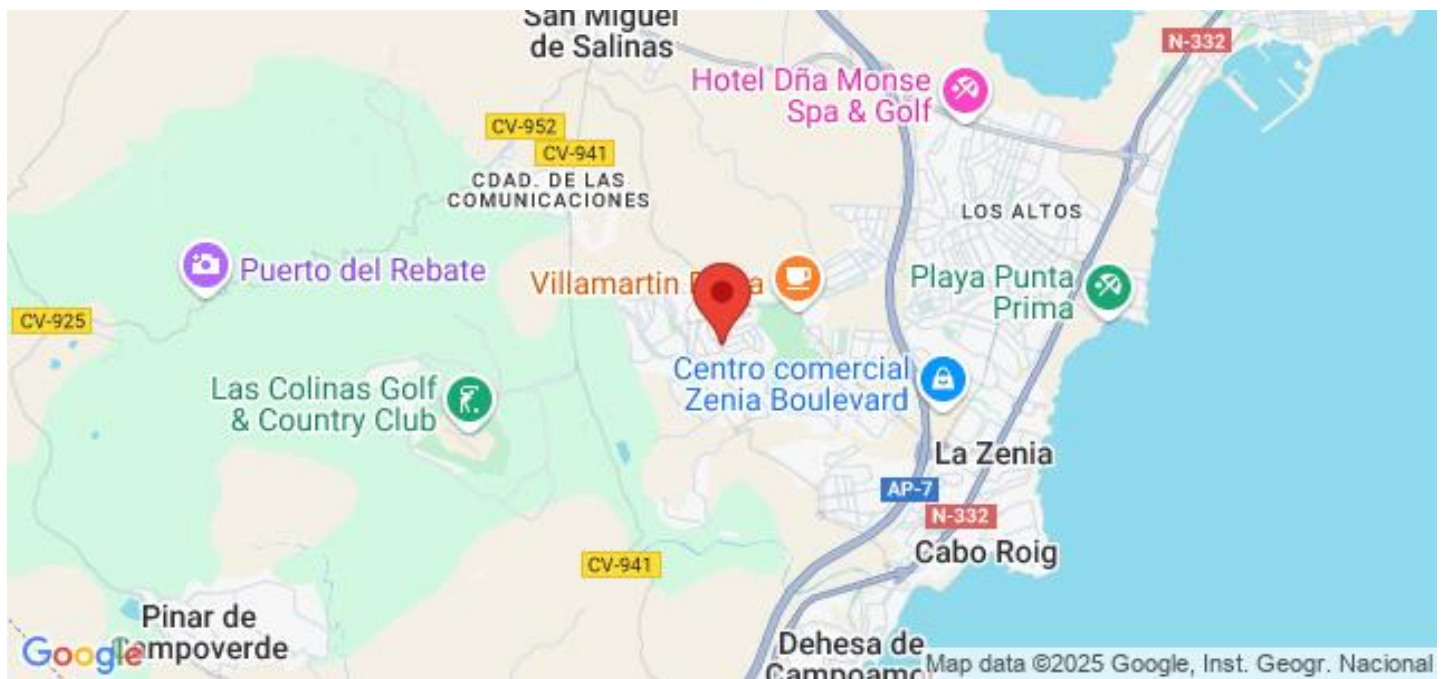 San Miguel
de Salinas
N-332
Hotel Dña Monse
Spa & Golf
CV-952
CV-941
CDAD. DE LAS
COMUNICACIONES
LOS ALTOS
Puerto del Rebate
Villamartin
Playa Punta
Prima
CV-925
Centro comercial
Zenia Boulevard
Las Colinas Golf
& Country Club
La Zenia
AP-7
N-332
Cabo Roig
CV-941
Pinar de
Campoverde
Dehesa de
Campoamor
Google
Map data ©2025 Google, Inst. Geogr. Nacional